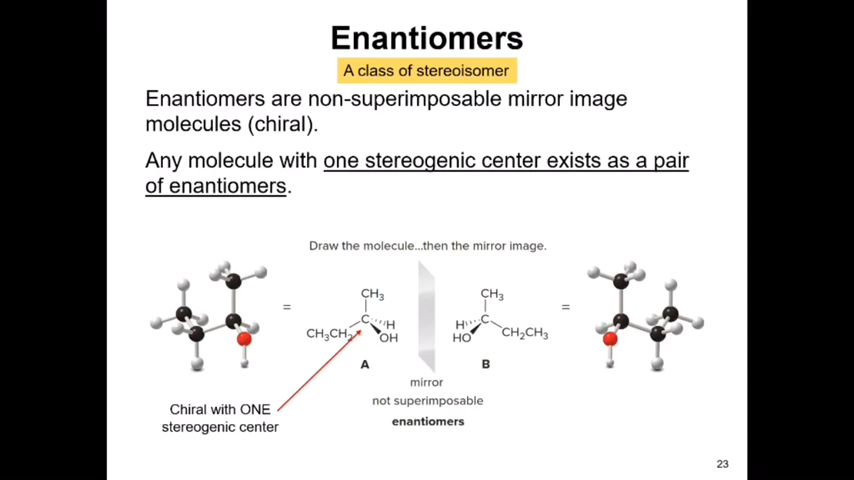 Enantiomers
A class of stereoisomer
Enantiomers are non-superimposable mirror image
molecules (chiral).
Any molecule with one stereogenic center exists as a pair
of enantiomers.
Draw the molecule...then the mirror image.
= CH₃ CH₃ =
C H H C
CH₃CH₂ OH HO CH₂CH₃
A B
mirror
not superimposable
enantiomers
Chiral with ONE
stereogenic center
23